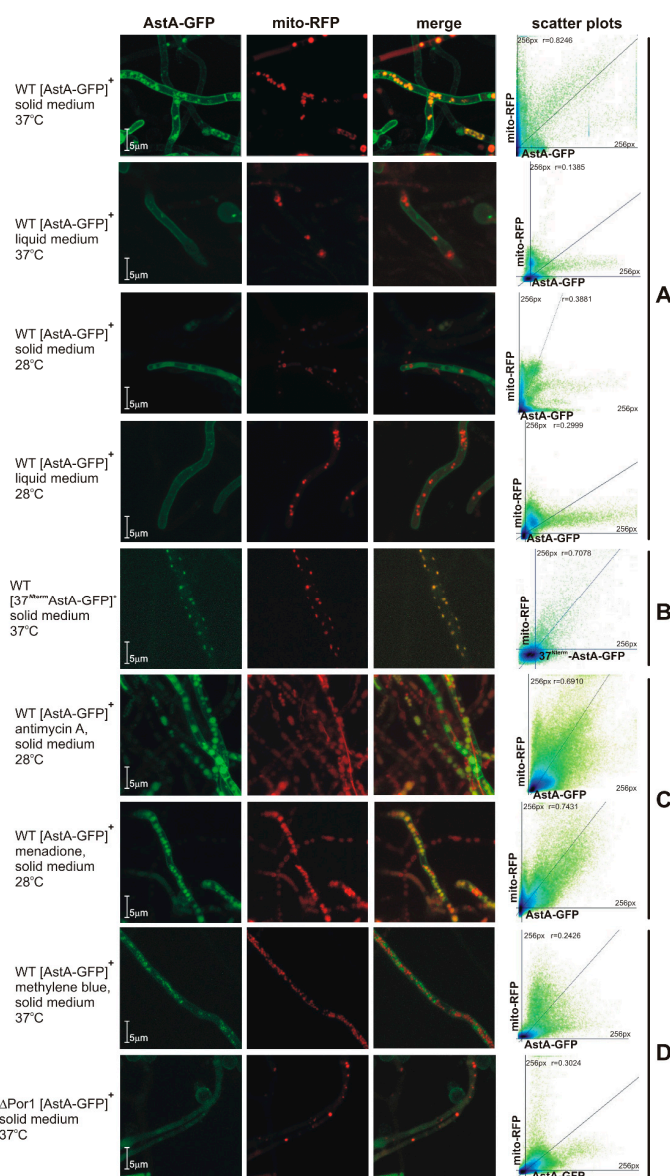 AstA-GFP mito-RFP merge scatter plots
WT [AstA-GFP]+
solid medium
37°C
5µm
256px r=0.8246
mito-RFP
256px
AstA-GFP
WT [AstA-GFP]+
liquid medium
37°C
5µm
256px r=0.1385
mito-RFP
256px
AstA-GFP
A
WT [AstA-GFP]+
solid medium
28°C
5µm
256px r=0.3881
mito-RFP
256px
AstA-GFP
WT [AstA-GFP]+
liquid medium
28°C
5µm
256px r=0.2999
mito-RFP
256px
AstA-GFP
WT
[37NtermAstA-GFP]+
solid medium
37°C
5µm
256px r=0.7078
mito-RFP
256px
37Nterm-AstA-GFP
B
WT [AstA-GFP]+
antimycin A,
solid medium
28°C
5µm
256px r=0.6910
mito-RFP
256px
AstA-GFP
C
WT [AstA-GFP]+
menadione,
solid medium
28°C
5µm
256px r=0.7431
mito-RFP
256px
AstA-GFP
WT [AstA-GFP]+
methylene blue,
solid medium
37°C
5µm
256px r=0.2426
mito-RFP
256px
AstA-GFP
D
ΔPor1 [AstA-GFP]+
solid medium
37°C
5µm
256px r=0.3024
mito-RFP
256px
AstA-GFP